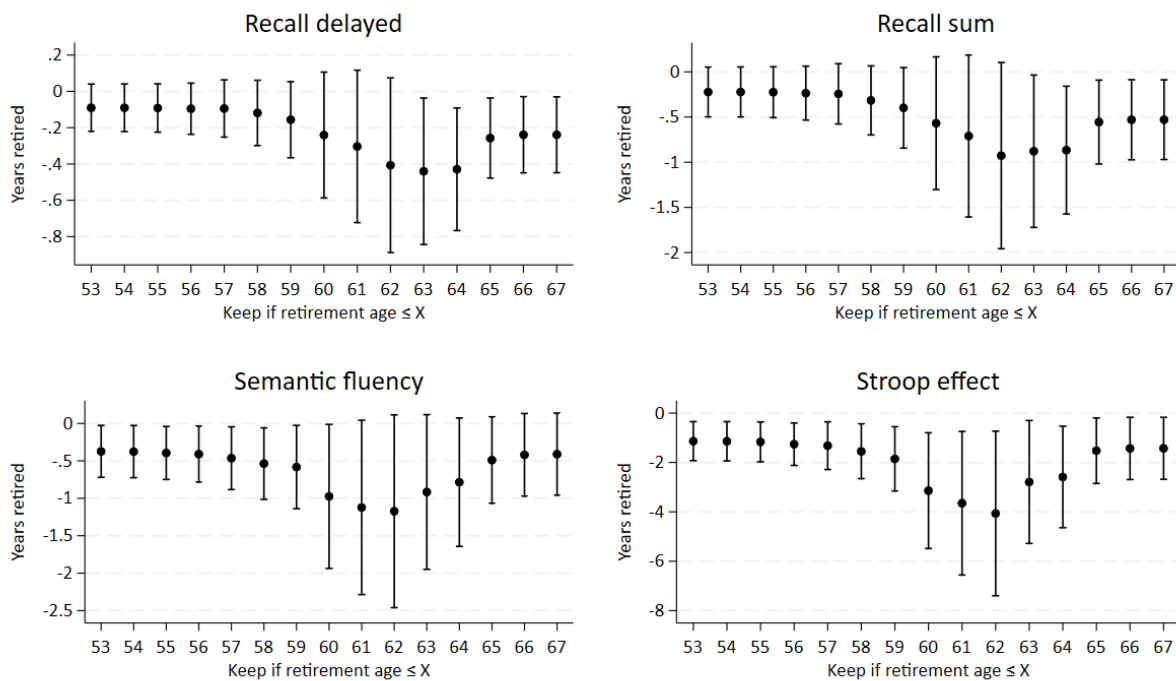 Recall delayed
Years retired
.2
0
-.2
-.4
-.6
-.8
53 54 55 56 57 58 59 60 61 62 63 64 65 66 67
Keep if retirement age ≤ X
Recall sum
Years retired
0
-.5
-1
-1.5
-2
53 54 55 56 57 58 59 60 61 62 63 64 65 66 67
Keep if retirement age ≤ X
Semantic fluency
Years retired
0
-.5
-1
-1.5
-2
-2.5
53 54 55 56 57 58 59 60 61 62 63 64 65 66 67
Keep if retirement age ≤ X
Stroop effect
Years retired
0
-2
-4
-6
-8
53 54 55 56 57 58 59 60 61 62 63 64 65 66 67
Keep if retirement age ≤ X